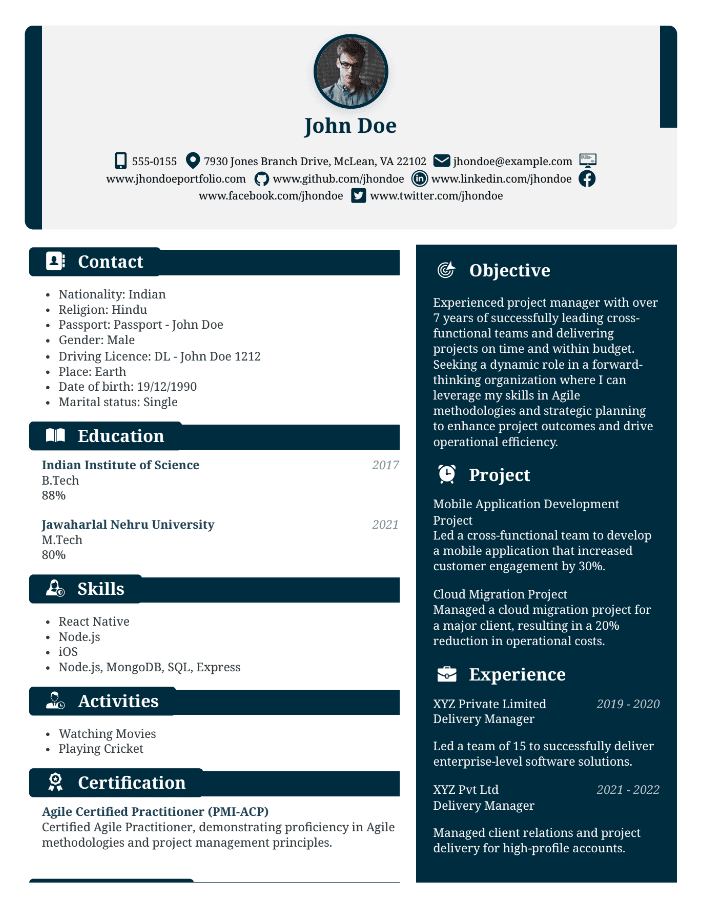 John Doe
555-0155 7930 Jones Branch Drive, McLean, VA 22102 jhondoe@example.com
www.jhondoeportfolio.com www.github.com/jhondoe www.linkedin.com/jhondoe
www.facebook.com/jhondoe www.twitter.com/jhondoe
Contact
• Nationality: Indian
• Religion: Hindu
• Passport: Passport - John Doe
• Gender: Male
• Driving Licence: DL - John Doe 1212
• Place: Earth
• Date of birth: 19/12/1990
• Marital status: Single
Education
Indian Institute of Science 2017
B.Tech
88%
Jawaharlal Nehru University 2021
M.Tech
80%
Skills
• React Native
• Node.js
• iOS
• Node.js, MongoDB, SQL, Express
Activities
• Watching Movies
• Playing Cricket
Certification
Agile Certified Practitioner (PMI-ACP)
Certified Agile Practitioner, demonstrating proficiency in Agile
methodologies and project management principles.
Objective
Experienced project manager with over
7 years of successfully leading cross-
functional teams and delivering
projects on time and within budget.
Seeking a dynamic role in a forward-
thinking organization where I can
leverage my skills in Agile
methodologies and strategic planning
to enhance project outcomes and drive
operational efficiency.
Project
Mobile Application Development
Project
Led a cross-functional team to develop
a mobile application that increased
customer engagement by 30%.
Cloud Migration Project
Managed a cloud migration project for
a major client, resulting in a 20%
reduction in operational costs.
Experience
XYZ Private Limited 2019 - 2020
Delivery Manager
Led a team of 15 to successfully deliver
enterprise-level software solutions.
XYZ Pvt Ltd 2021 - 2022
Delivery Manager
Managed client relations and project
delivery for high-profile accounts.